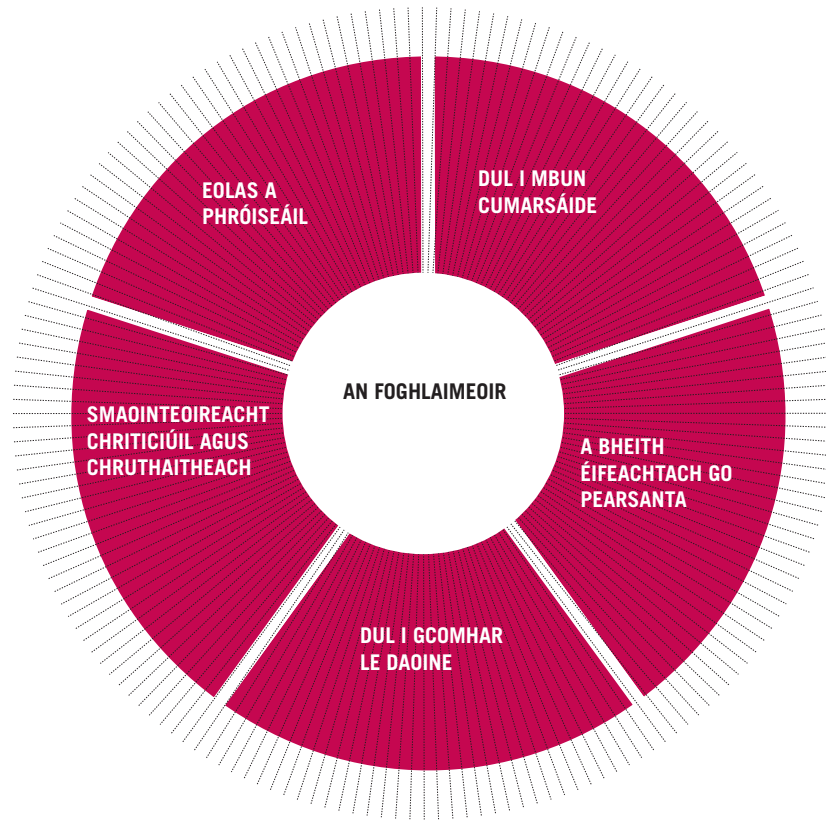 EOLAS A
PHRÓISEÁIL
DUL I MBUN
CUMARSÁIDE
AN FOGHLAIMEOIR
SMAOINTEOIREACHT
CHRITICIÚIL AGUS
CHRUTHAITHEACH
A BHEITH
ÉIFEACHTACH GO
PEARSANTA
DUL I GCOMHAR
LE DAOINE